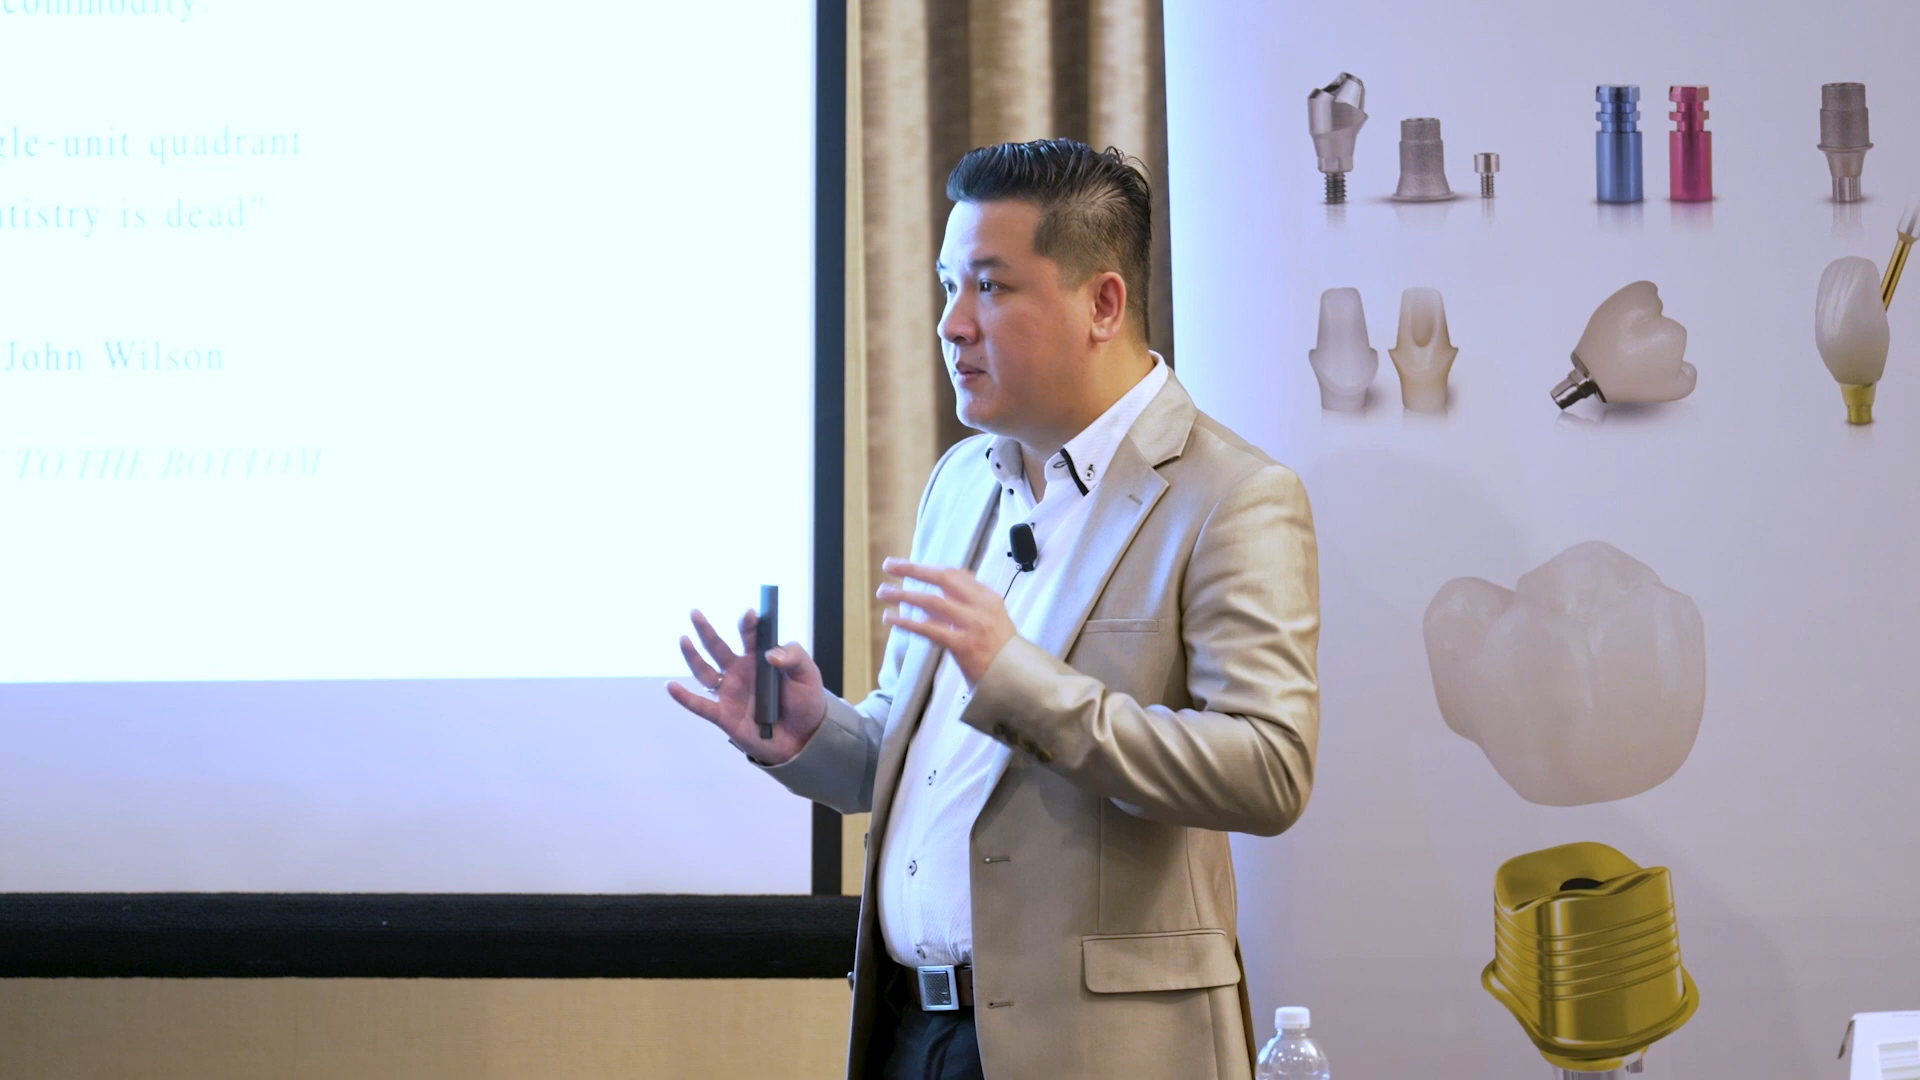 commodity.
gle-unit quadrant
tistry is dead"
John Wilson
TO THE BOTTOM